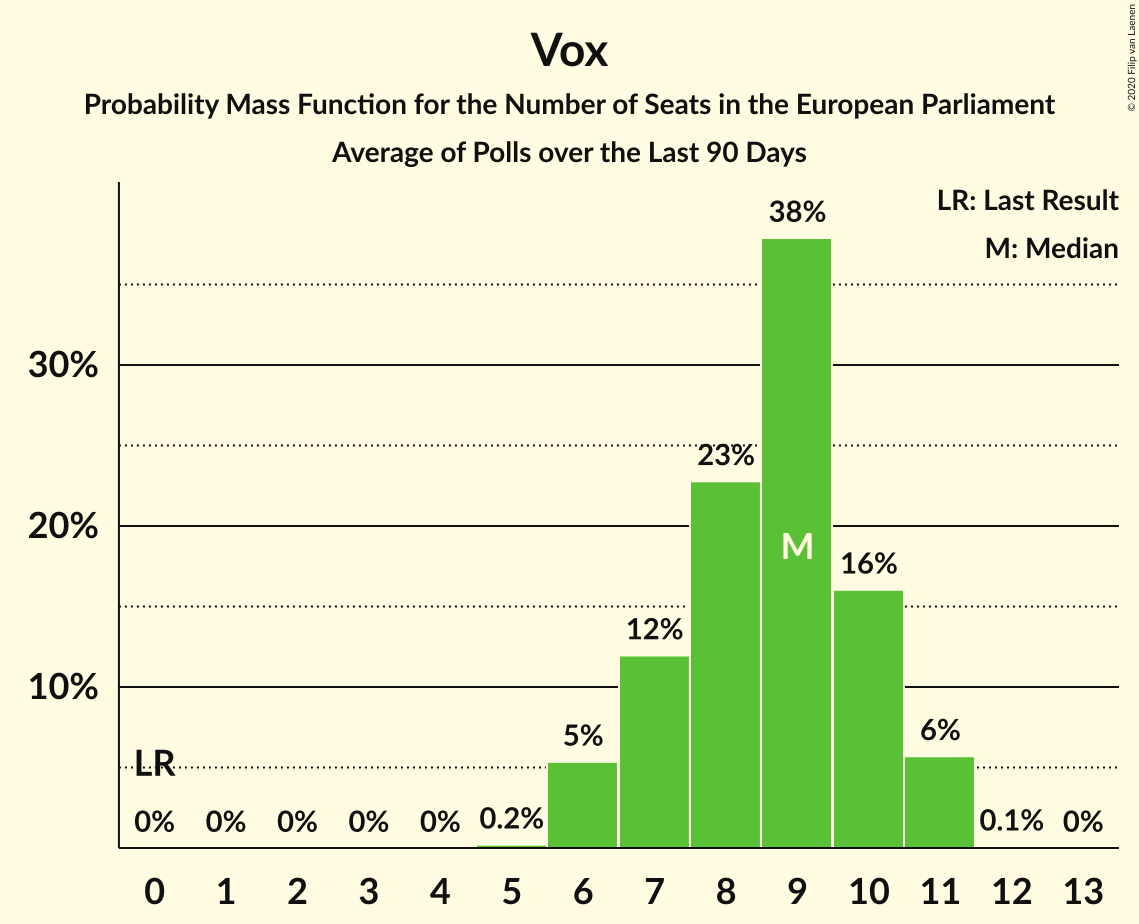 Vox
Probability Mass Function for the Number of Seats in the European Parliament
Average of Polls over the Last 90 Days
© 2020 Filip van Laenen
LR: Last Result
M: Median
38%
30%
23%
20%
M
16%
12%
10%
6%
5%
LR
0% 0% 0% 0% 0% 0.2% 0.1% 0%
0 1 2 3 4 5 6 7 8 9 10 11 12 13